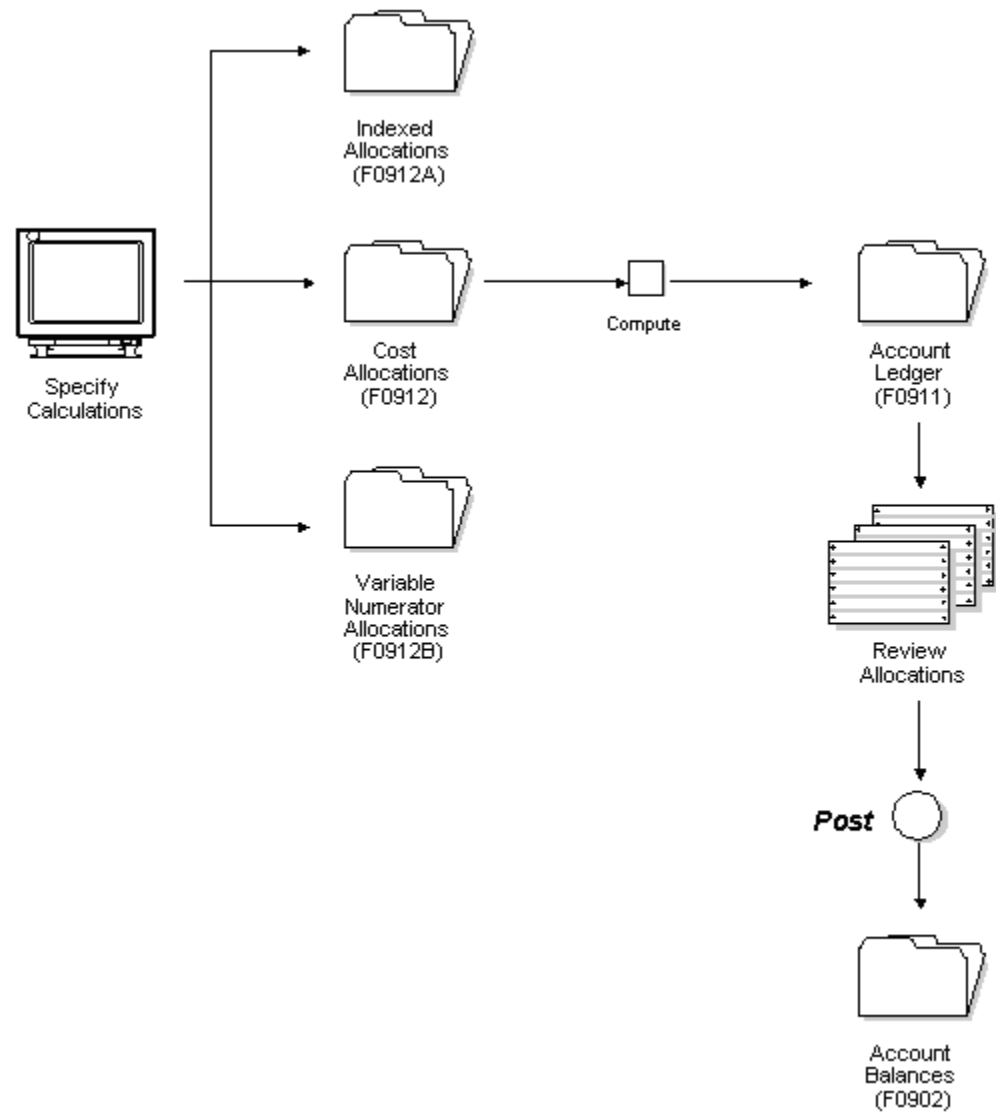 Indexed
Allocations
(F0912A)
Specify
Calculations
Cost
Allocations
(F0912)
Compute
Account
Ledger
(F0911)
Variable
Numerator
Allocations
(F0912B)
Review
Allocations
Post
Account
Balances
(F0902)